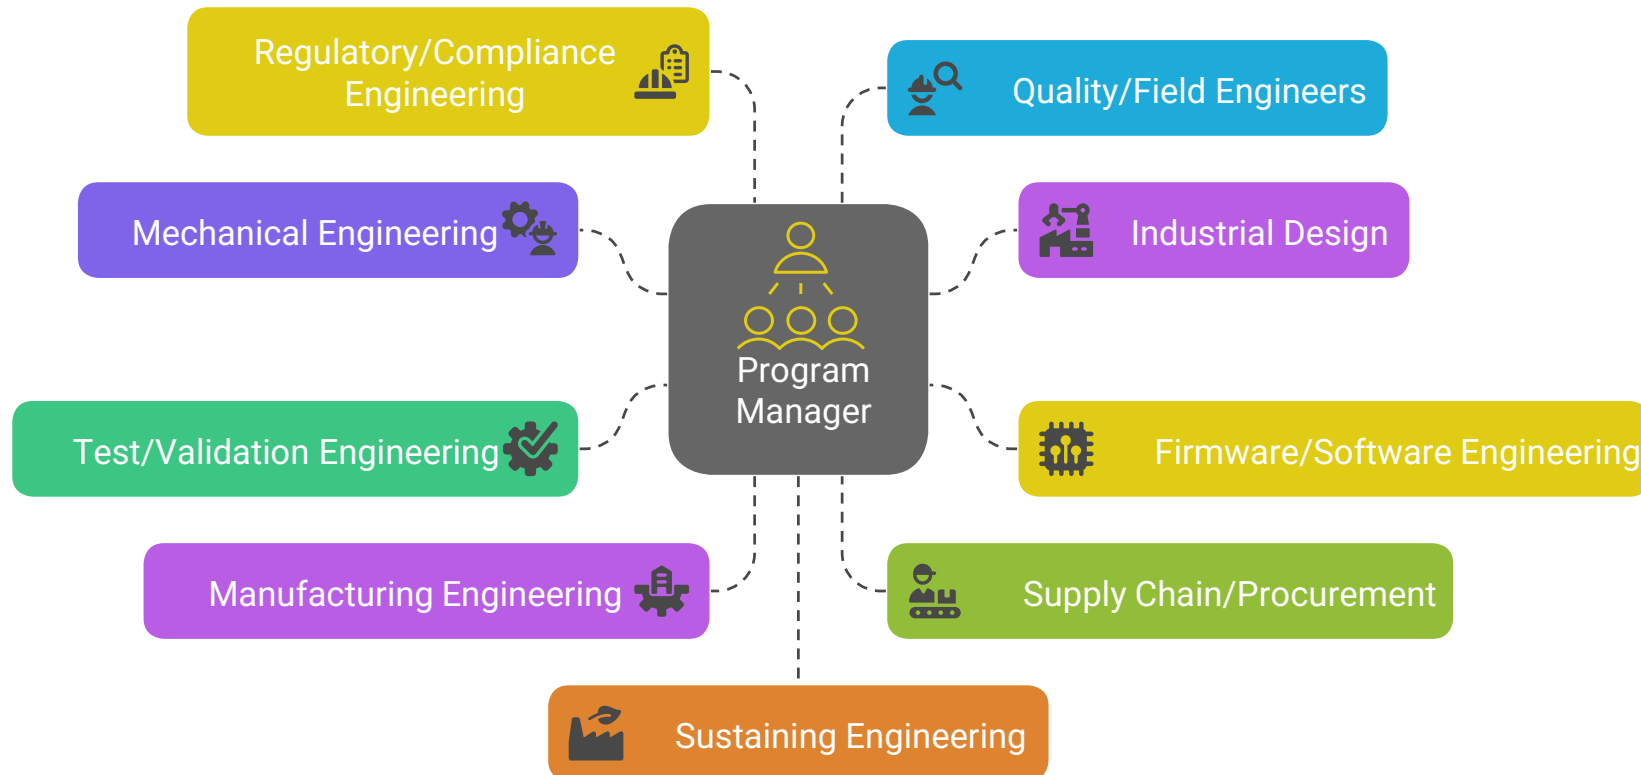 Regulatory/Compliance
Engineering
Quality/Field Engineers
Mechanical Engineering
Industrial Design
Program
Manager
Test/Validation Engineering
Firmware/Software Engineering
Manufacturing Engineering
Supply Chain/Procurement
Sustaining Engineering